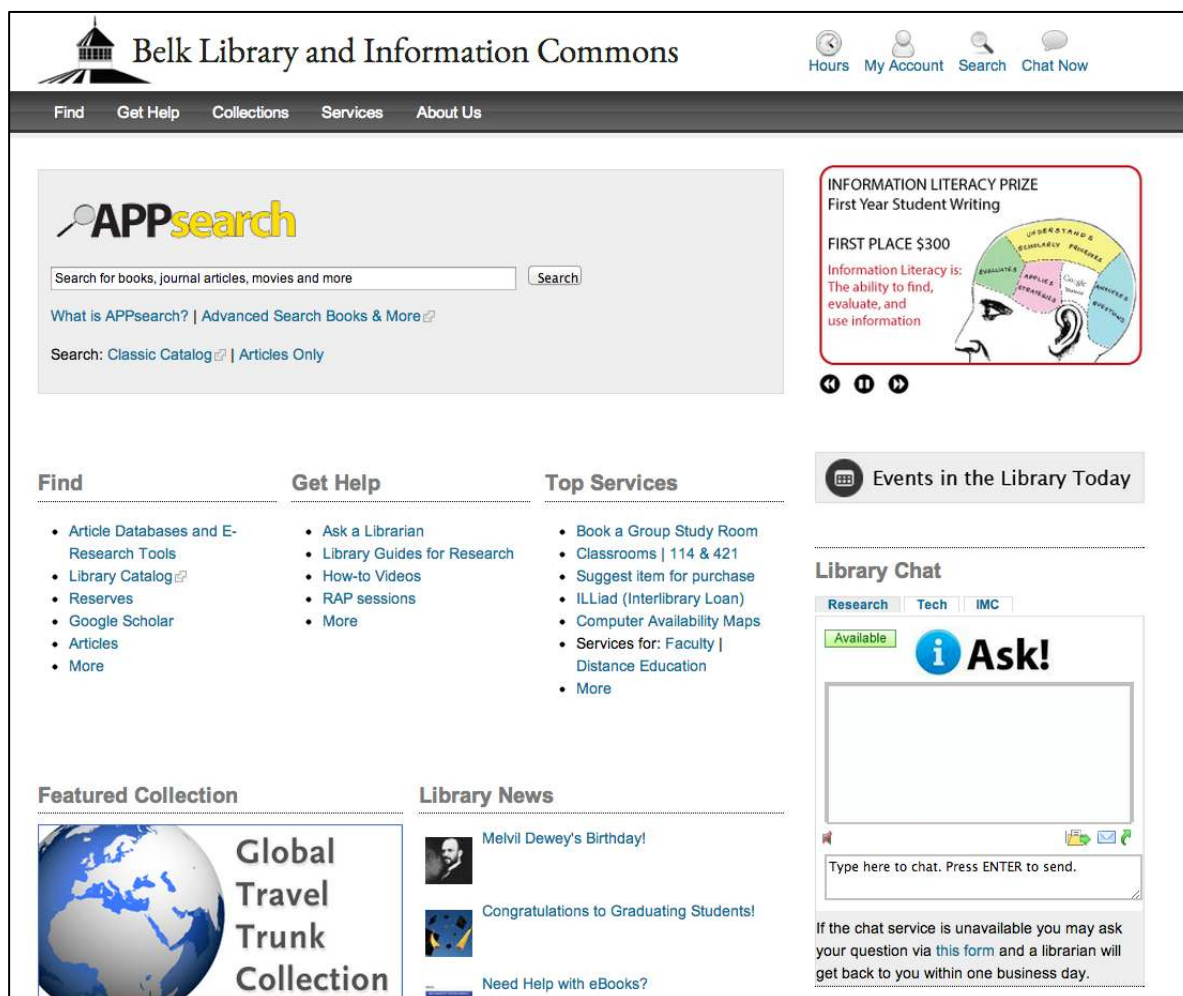 Belk Library and Information Commons
Hours My Account Search Chat Now
Find Get Help Collections Services About Us
APPsearch
Search for books, journal articles, movies and more Search
What is APPsearch? | Advanced Search Books & More
Search: Classic Catalog | Articles Only
INFORMATION LITERACY PRIZE
First Year Student Writing
FIRST PLACE $300
Information Literacy is:
The ability to find,
evaluate, and
use information
UNDERSTANDS
SCHOLARLY PROCESSES
EVALUATES
APPLIES
STRATEGIES
Google
QUESTIONS
Find
Article Databases and E-
Research Tools
Library Catalog
Reserves
Google Scholar
Articles
More
Get Help
Ask a Librarian
Library Guides for Research
How-to Videos
RAP sessions
More
Top Services
Book a Group Study Room
Classrooms | 114 & 421
Suggest item for purchase
ILLiad (Interlibrary Loan)
Computer Availability Maps
Services for: Faculty |
Distance Education
More
Events in the Library Today
Library Chat
Research Tech IMC
Available
i Ask!
Type here to chat. Press ENTER to send.
If the chat service is unavailable you may ask
your question via this form and a librarian will
get back to you within one business day.
Featured Collection
Global
Travel
Trunk
Collection
Library News
Melvil Dewey's Birthday!
Congratulations to Graduating Students!
Need Help with eBooks?